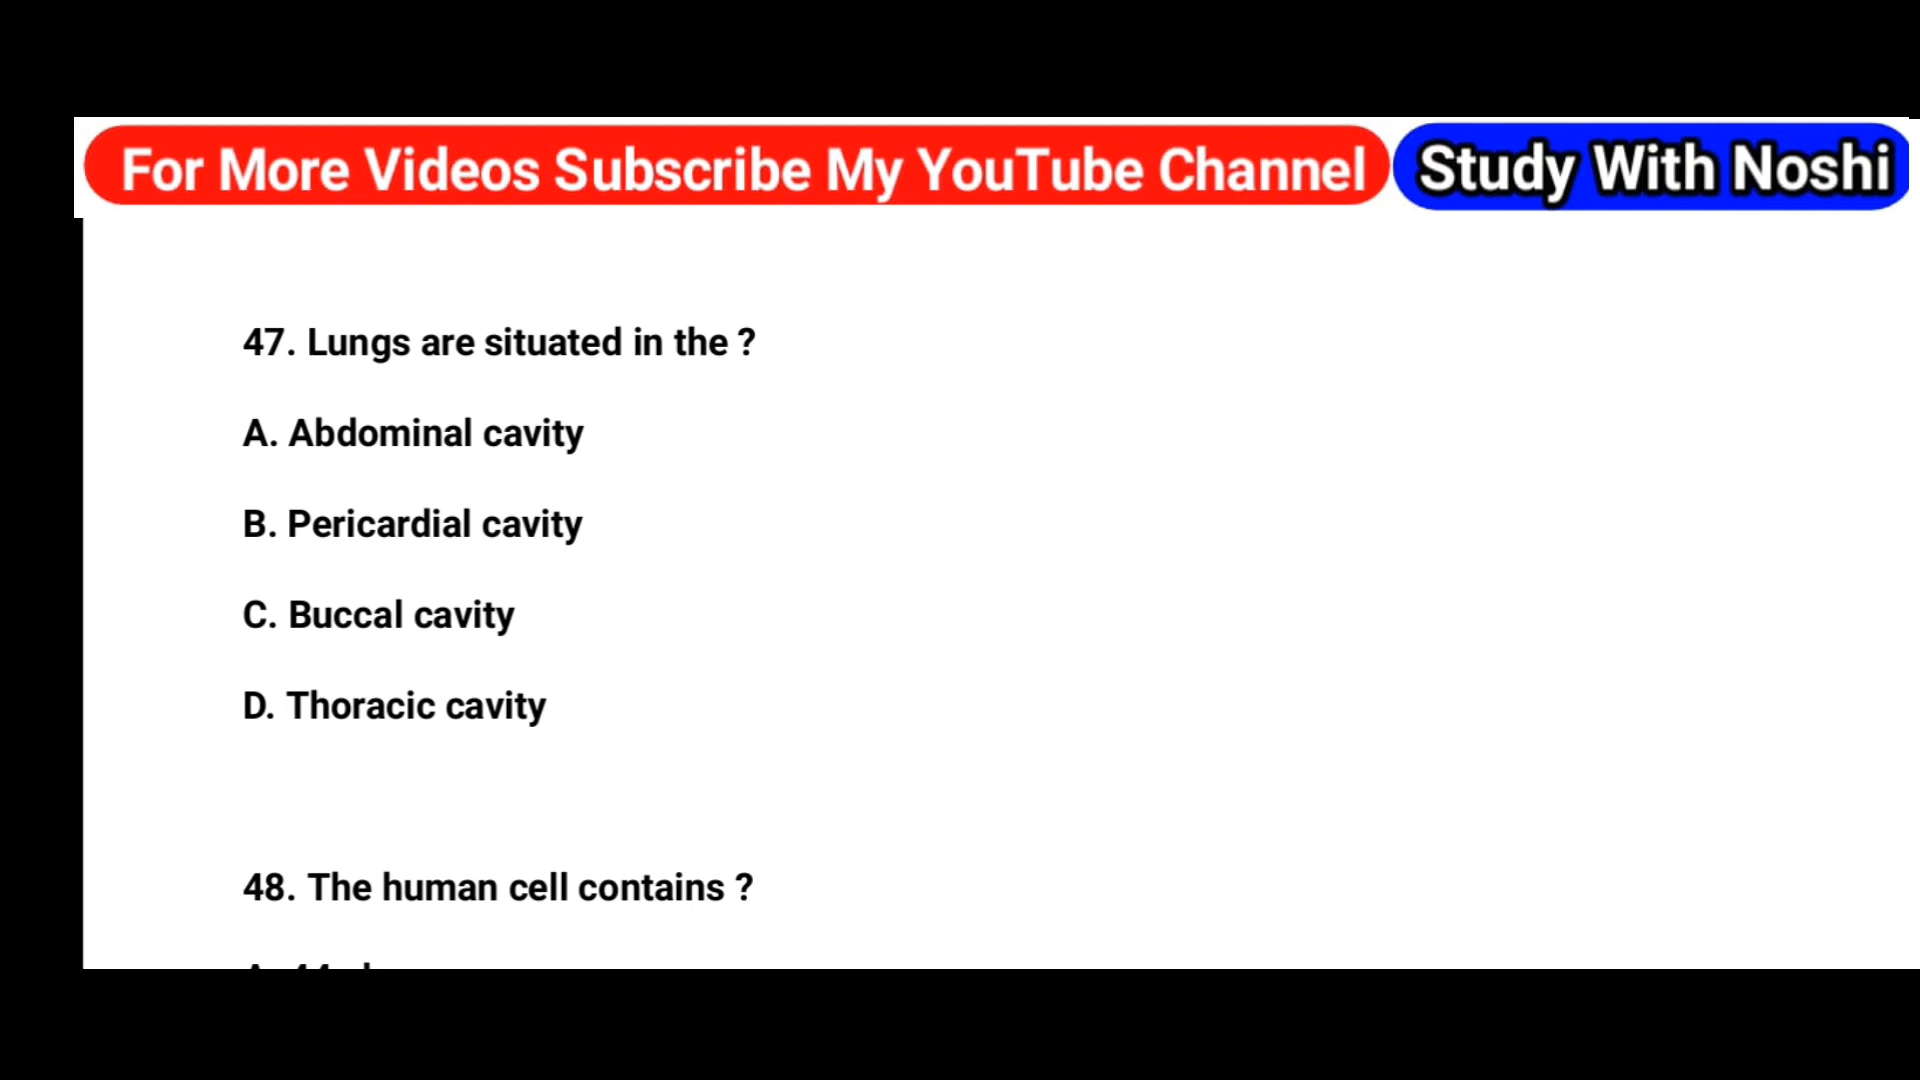 For More Videos Subscribe My YouTube Channel Study With Noshi
47. Lungs are situated in the ?
A. Abdominal cavity
B. Pericardial cavity
C. Buccal cavity
D. Thoracic cavity
48. The human cell contains ?